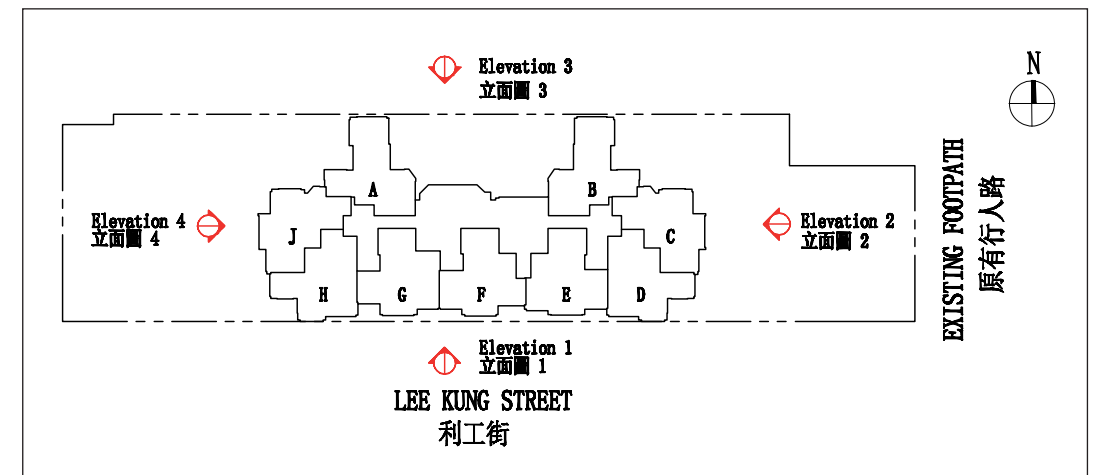 Elevation 3
立面圖 3
N
A
B
Elevation 4
立面圖 4
J
C
Elevation 2
立面圖 2
EXISTING FOOTPATH
原有行人路
H
G
F
E
D
Elevation 1
立面圖 1
LEE KUNG STREET
利工街